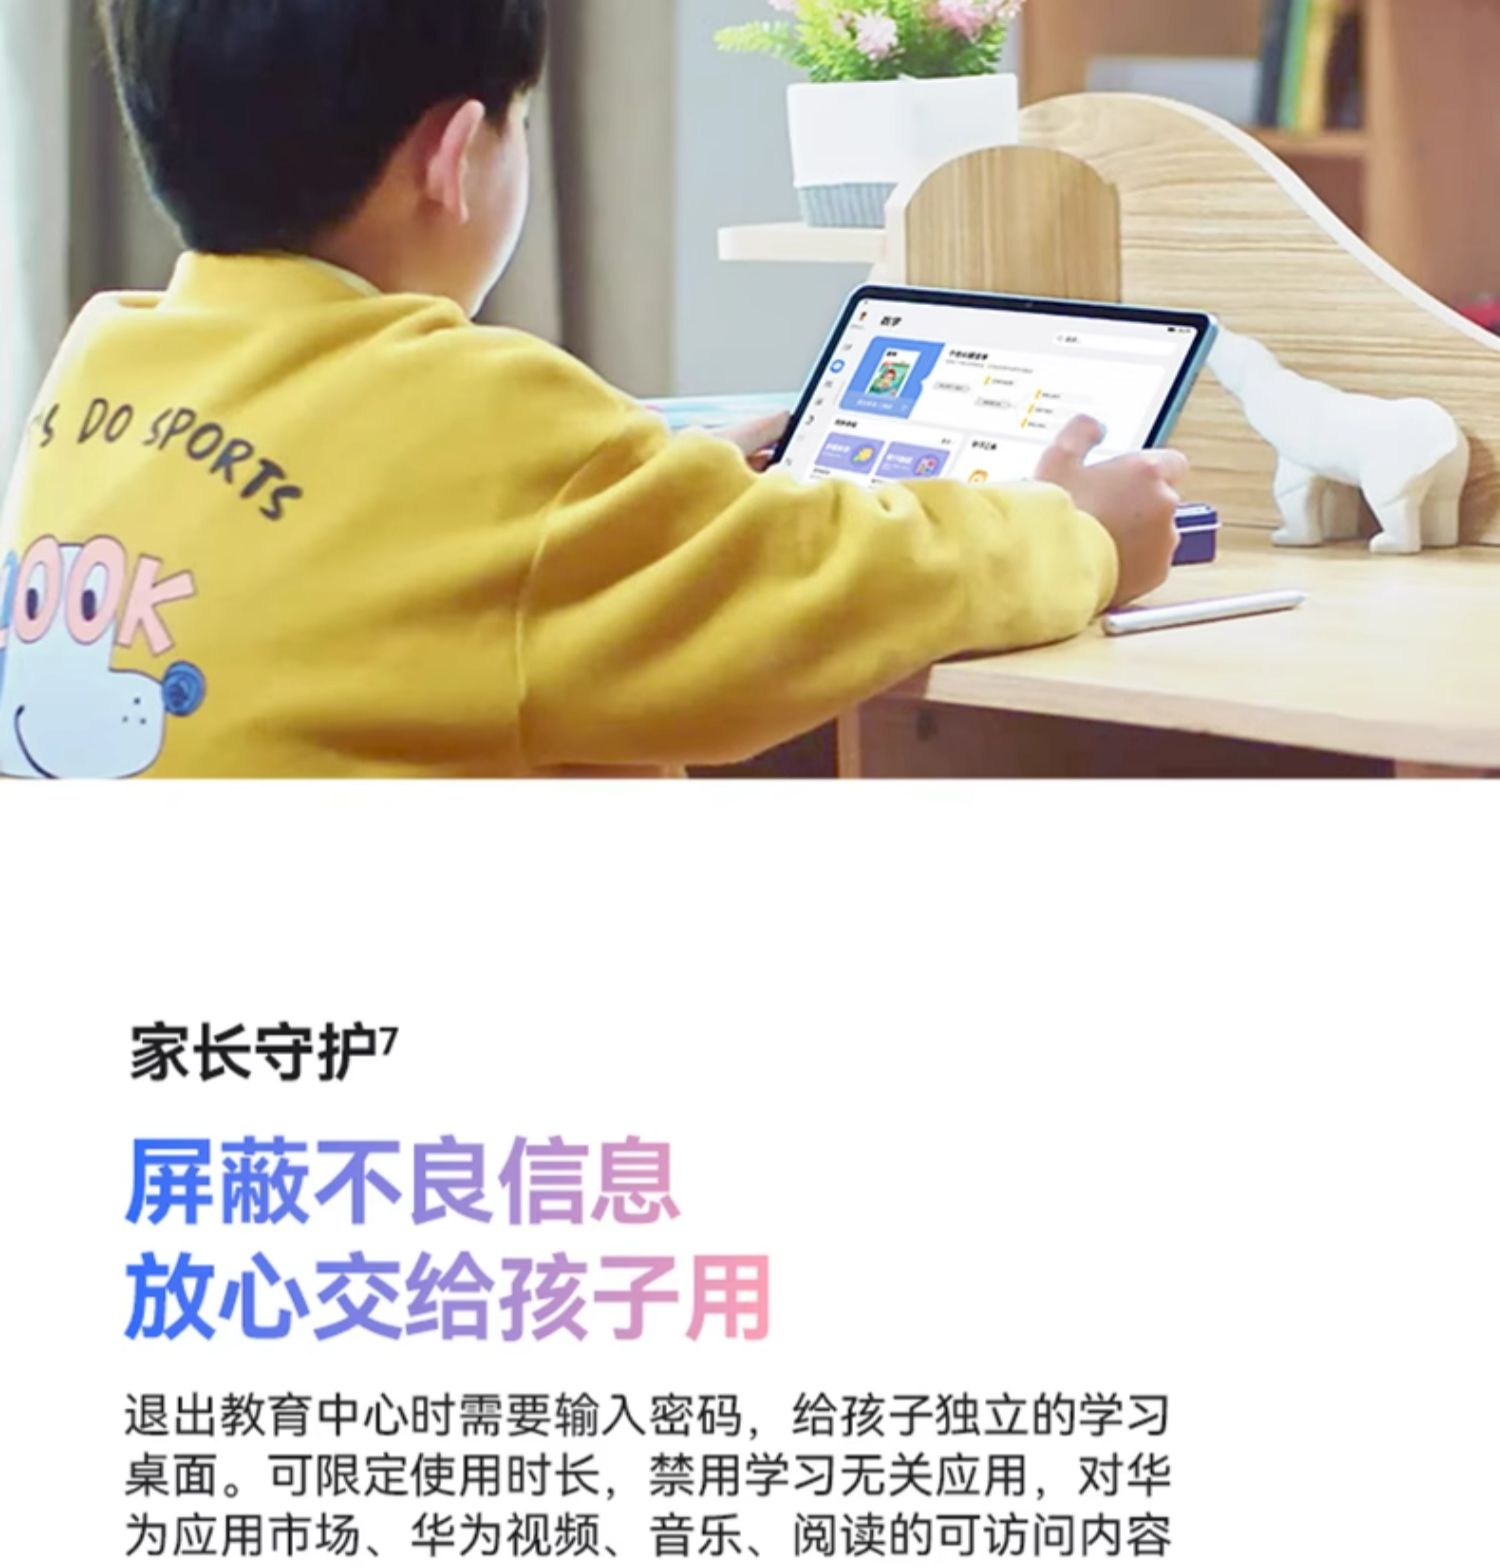 DO SPORTS
OOK
数学
家长守护7
屏蔽不良信息
放心交给孩子用
退出教育中心时需要输入密码，给孩子独立的学习
桌面。可限定使用时长，禁用学习无关应用，对华
为应用市场、华为视频、音乐、阅读的可访问内容